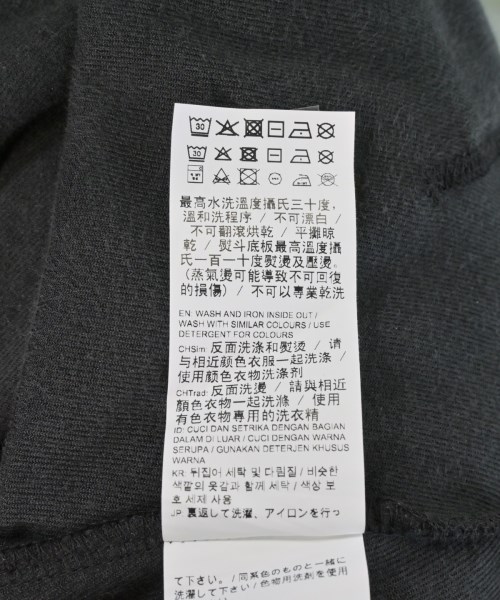 30
30
最高水洗溫度攝氏三十度,
溫和洗程序 / 不可漂白 /
不可翻滾烘乾 / 平攤晾
乾 / 熨斗底板最高溫度攝
氏一百一十度熨燙及壓燙。
(蒸氣燙可能導致不可回復
的損傷) / 不可以專業乾洗
EN: WASH AND IRON INSIDE OUT /
WASH WITH SIMILAR COLOURS / USE
DETERGENT FOR COLOURS
CHSim: 反面洗涤和熨烫 / 请
与相近颜色衣服一起洗涤 /
使用颜色衣物洗涤剂
CHTrad: 反面洗燙 / 請與相近
顏色衣物一起洗滌 / 使用
有色衣物專用的洗衣精
ID: CUCI DAN SETRIKA DENGAN BAGIAN
DALAM DI LUAR / CUCI DENGAN WARNA
SERUPA / GUNAKAN DETERJEN KHUSUS
WARNA
KR: 뒤집어 세탁 및 다림질 / 비슷한
색깔의 옷감과 함께 세탁 / 색상 보
호 세제 사용
JP: 裏返して洗濯、アイロンを行っ
て下さい。/ 同系色のものと一緒に
洗濯して下さい / 色物用洗剤を使